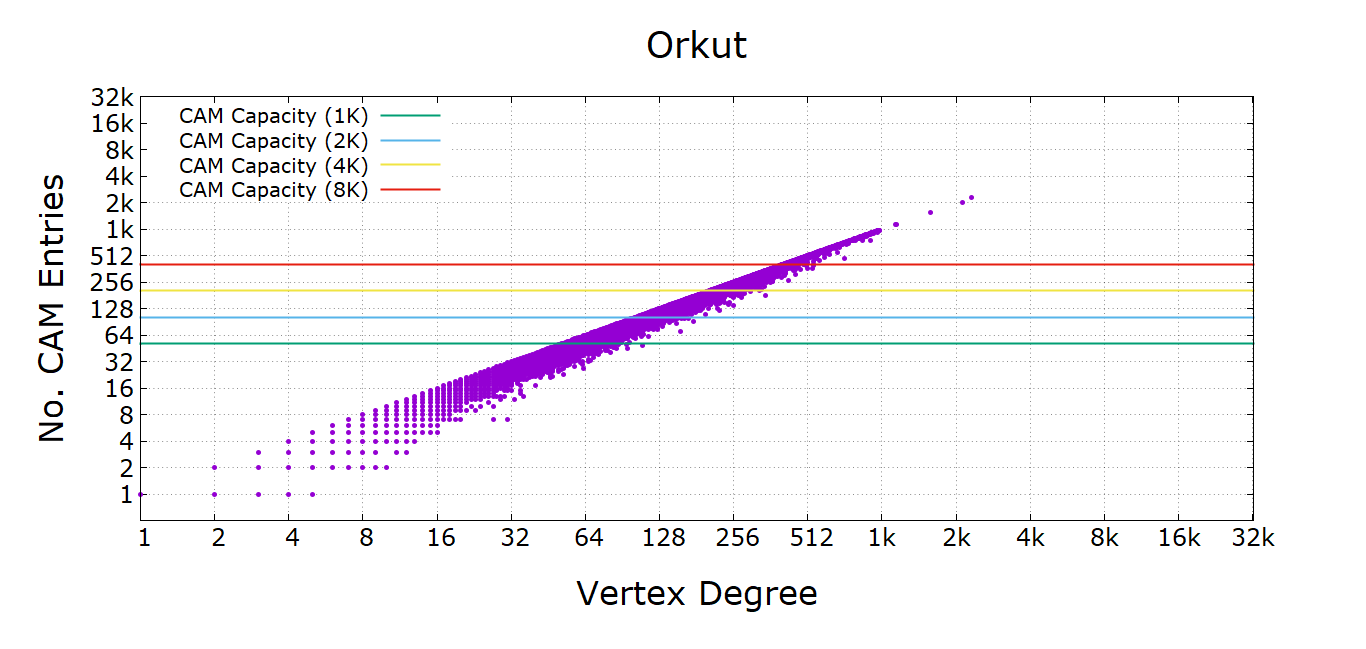 Orkut
32k
16k
8k
4k
2k
1k
512
256
128
64
32
16
8
4
2
1
No. CAM Entries
CAM Capacity (1K)
CAM Capacity (2K)
CAM Capacity (4K)
CAM Capacity (8K)
1 2 4 8 16 32 64 128 256 512 1k 2k 4k 8k 16k 32k
Vertex Degree